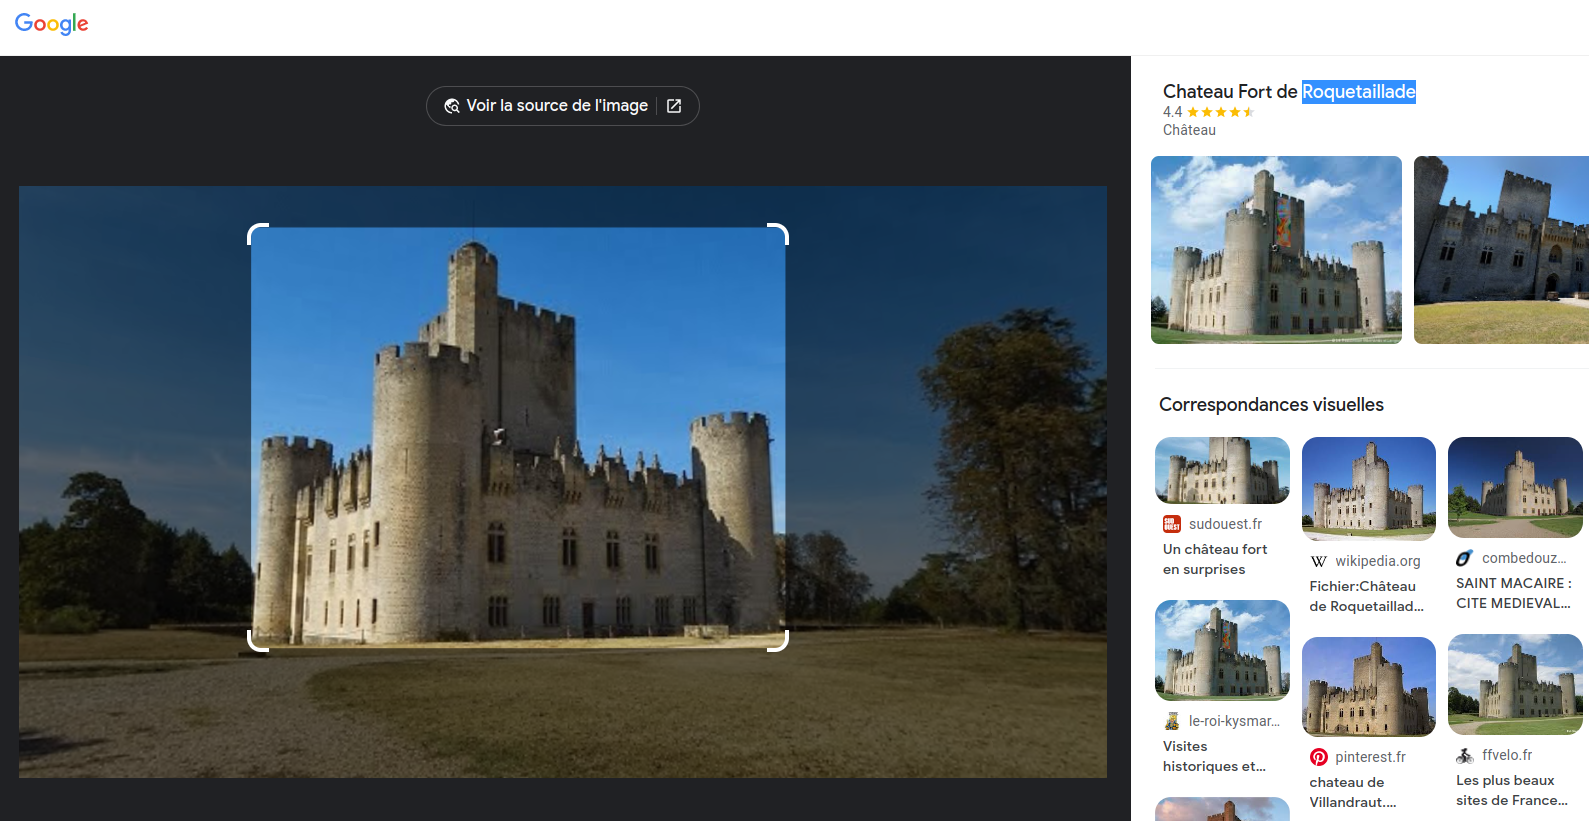 Google
Voir la source de l'image
Chateau Fort de Roquetaillade
4.4
Château
Correspondances visuelles
sudouest.fr
Un château fort
en surprises
wikipedia.org
Fichier:Château
de Roquetaillad...
combedouz...
SAINT MACAIRE :
CITE MEDIEVAL...
le-roi-kysmar...
Visites
historiques et...
pinterest.fr
chateau de
Villandraut....
ffvelo.fr
Les plus beaux
sites de France...